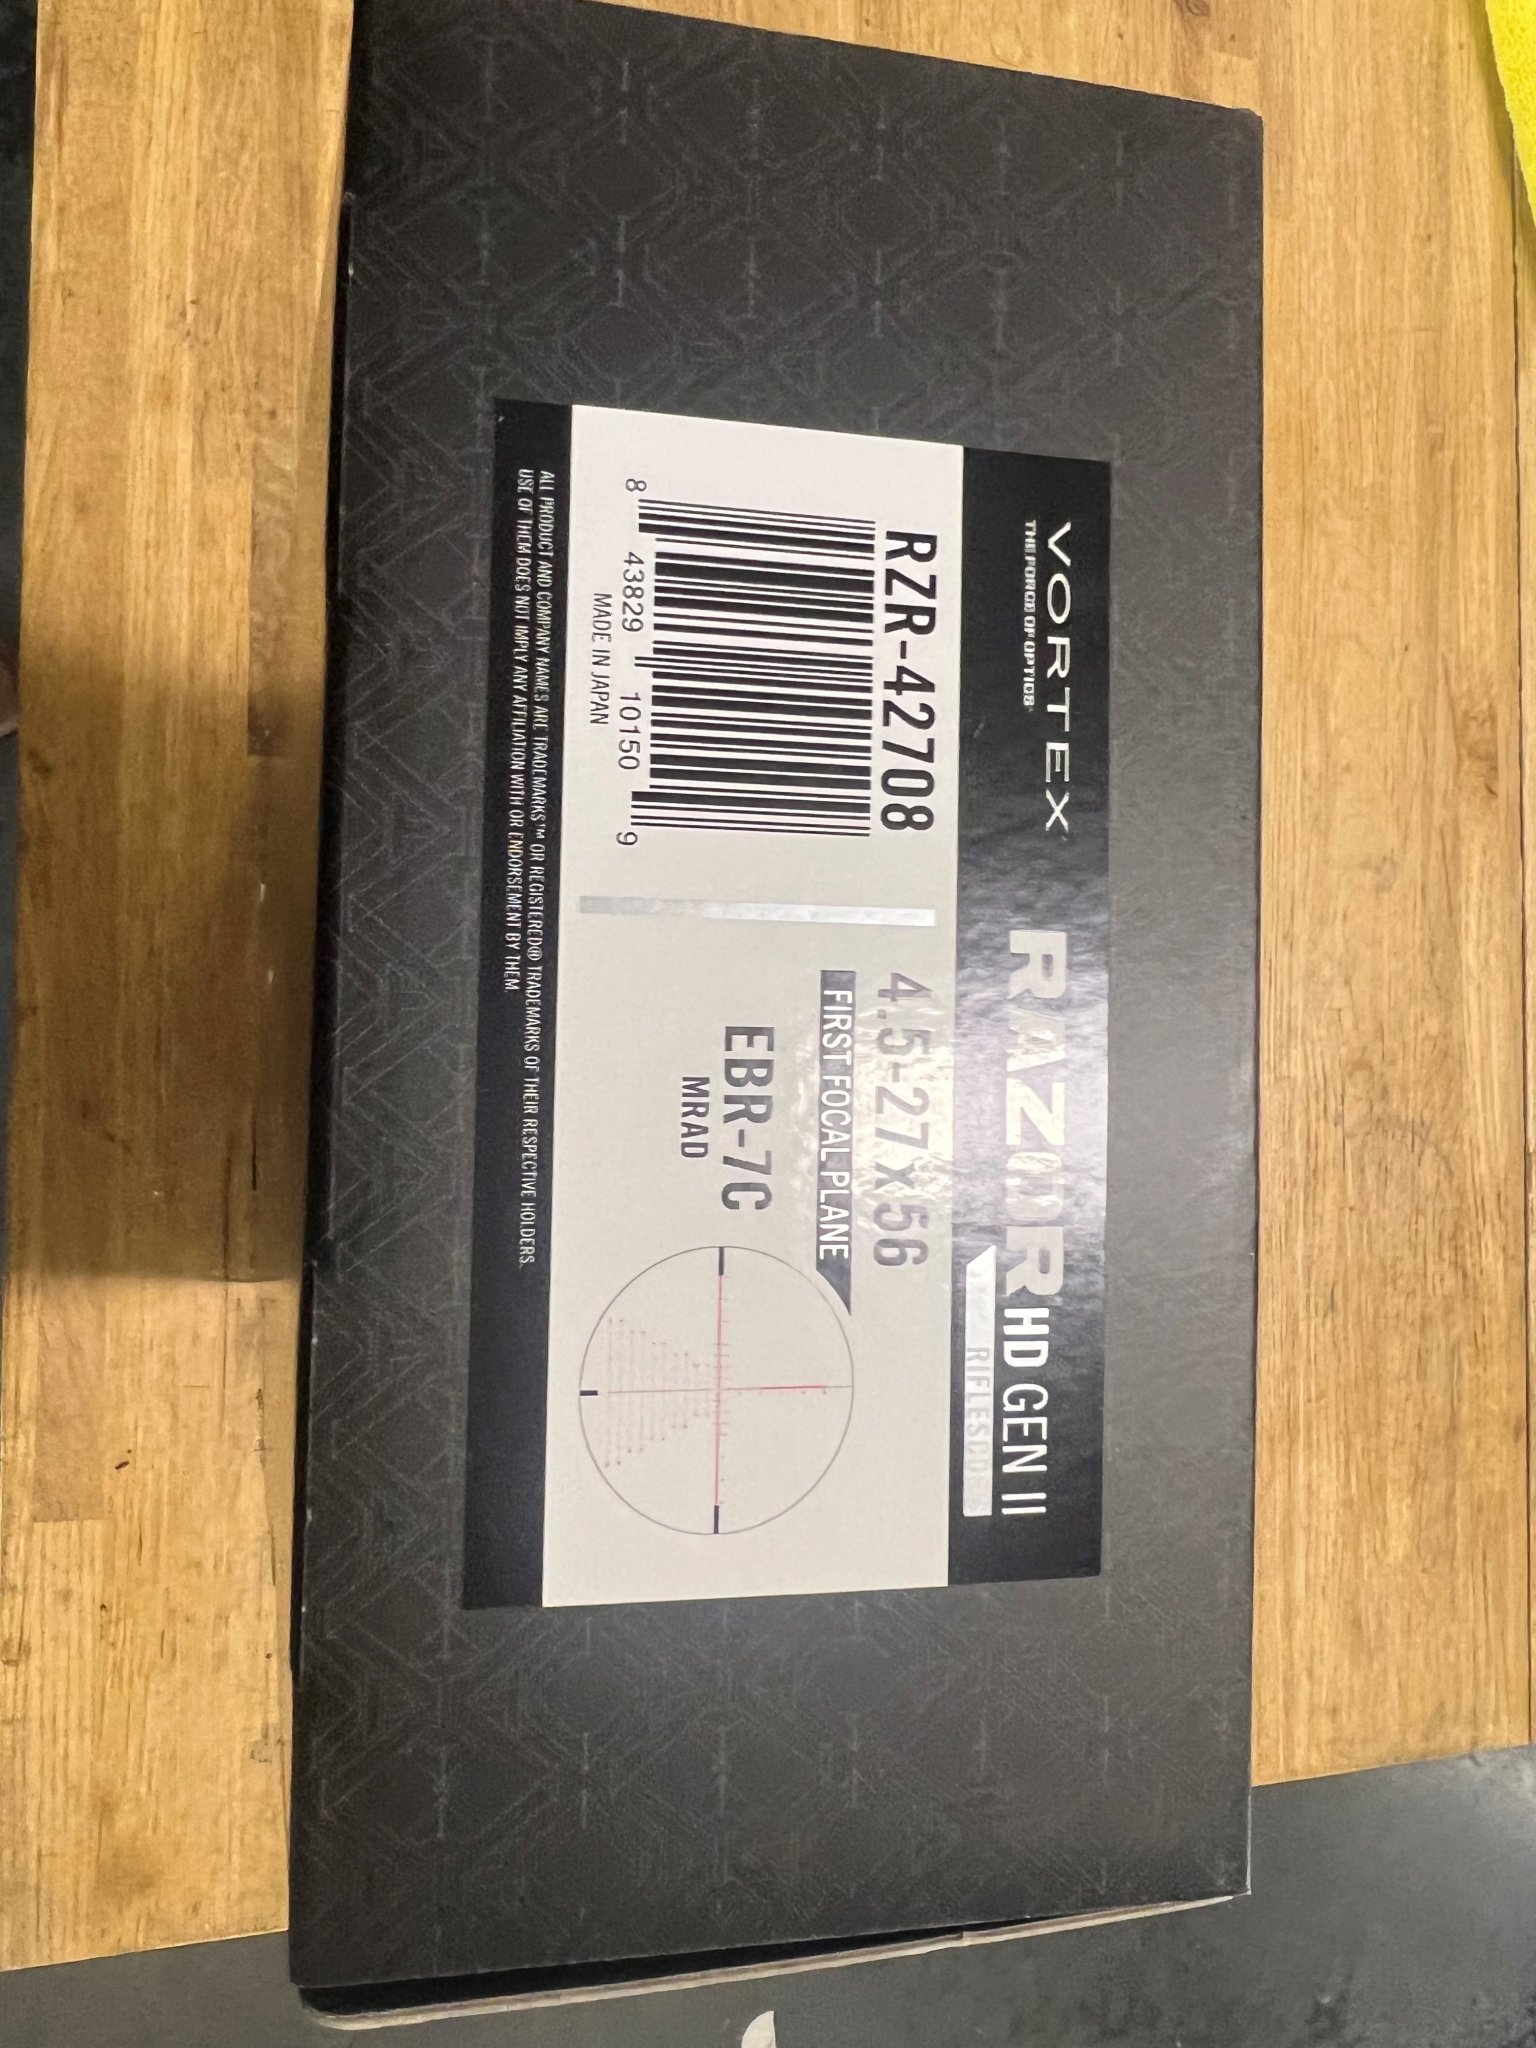 VORTEX
THE FORCE OF OPTICS
RAZOR HD GEN II
RIFLESCOPES
RZR-42708
8 43829 10150 9
MADE IN JAPAN
4.5-27x56
FIRST FOCAL PLANE
EBR-7C
MRAD
ALL PRODUCT AND COMPANY NAMES ARE TRADEMARKS™ OR REGISTERED® TRADEMARKS OF THEIR RESPECTIVE HOLDERS.
USE OF THEM DOES NOT IMPLY ANY AFFILIATION WITH OR ENDORSEMENT BY THEM.